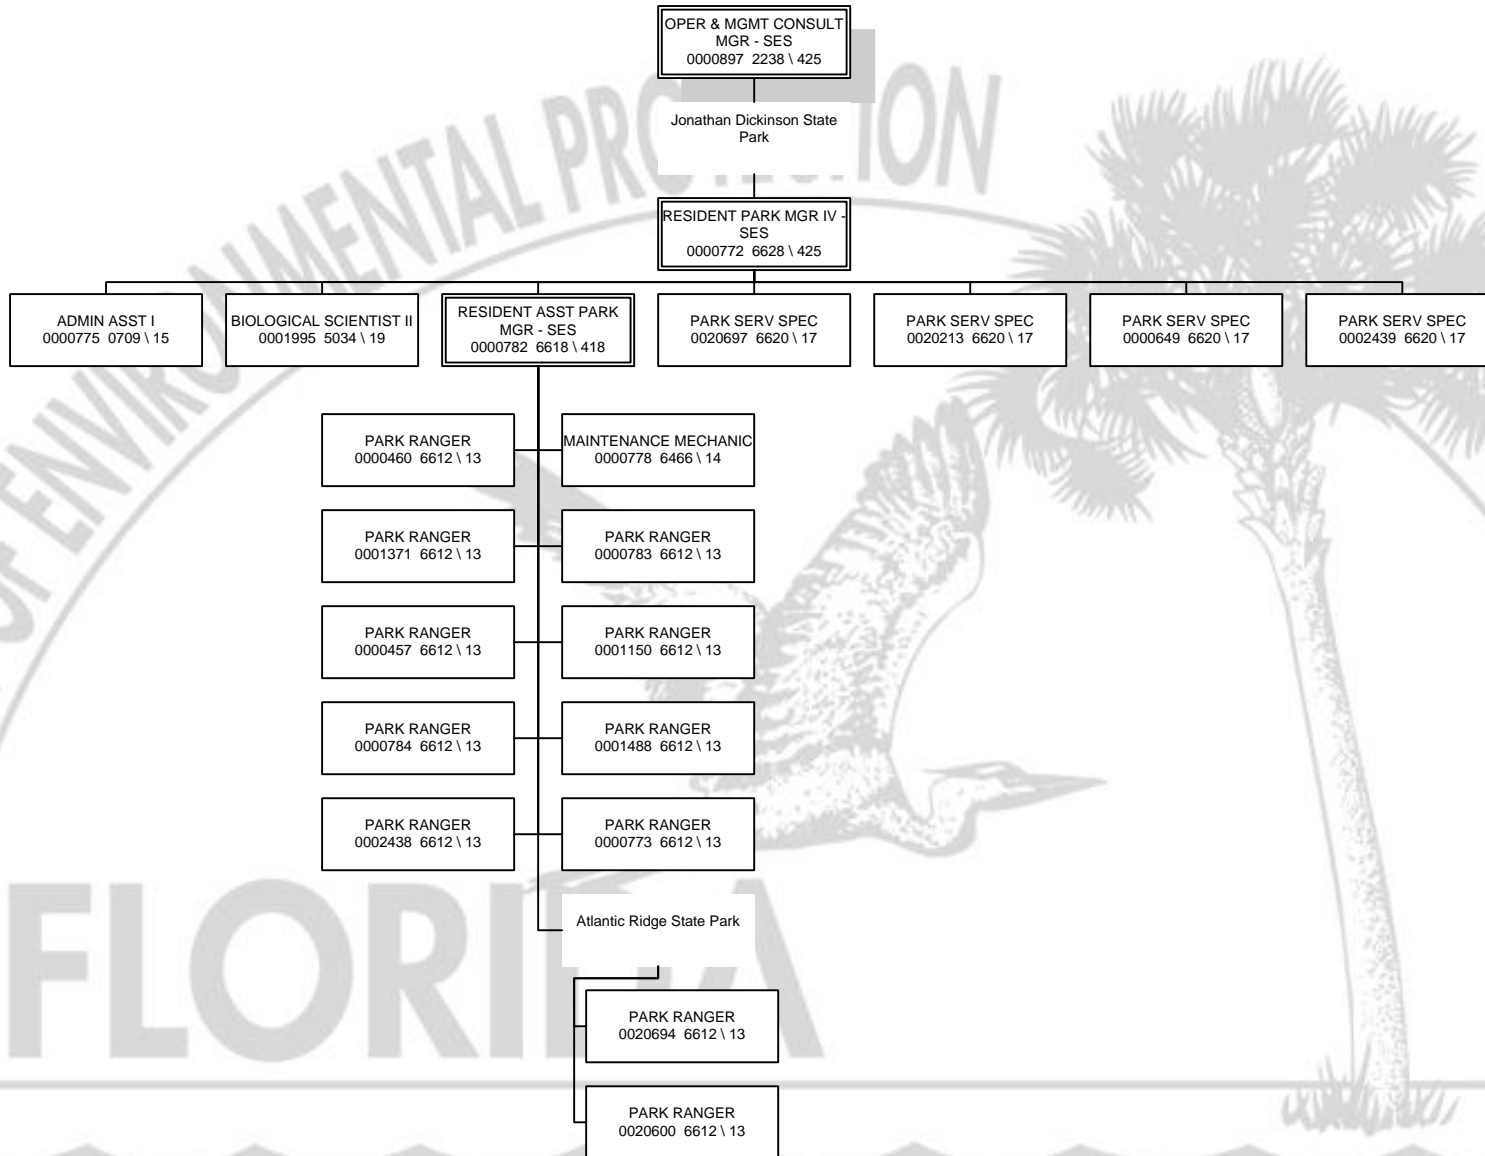 OPER & MGMT CONSULT
MGR - SES
0000897 2238 \ 425
Jonathan Dickinson State
Park
RESIDENT PARK MGR IV -
SES
0000772 6628 \ 425
ADMIN ASST I
0000775 0709 \ 15
BIOLOGICAL SCIENTIST II
0001995 5034 \ 19
RESIDENT ASST PARK
MGR - SES
0000782 6618 \ 418
PARK SERV SPEC
0020697 6620 \ 17
PARK SERV SPEC
0020213 6620 \ 17
PARK SERV SPEC
0000649 6620 \ 17
PARK SERV SPEC
0002439 6620 \ 17
PARK RANGER
0000460 6612 \ 13
MAINTENANCE MECHANIC
0000778 6466 \ 14
PARK RANGER
0001371 6612 \ 13
PARK RANGER
0000783 6612 \ 13
PARK RANGER
0000457 6612 \ 13
PARK RANGER
0001150 6612 \ 13
PARK RANGER
0000784 6612 \ 13
PARK RANGER
0001488 6612 \ 13
PARK RANGER
0002438 6612 \ 13
PARK RANGER
0000773 6612 \ 13
Atlantic Ridge State Park
PARK RANGER
0020694 6612 \ 13
PARK RANGER
0020600 6612 \ 13
OF ENVIRONMENTAL PROTECTION
FLORIDA